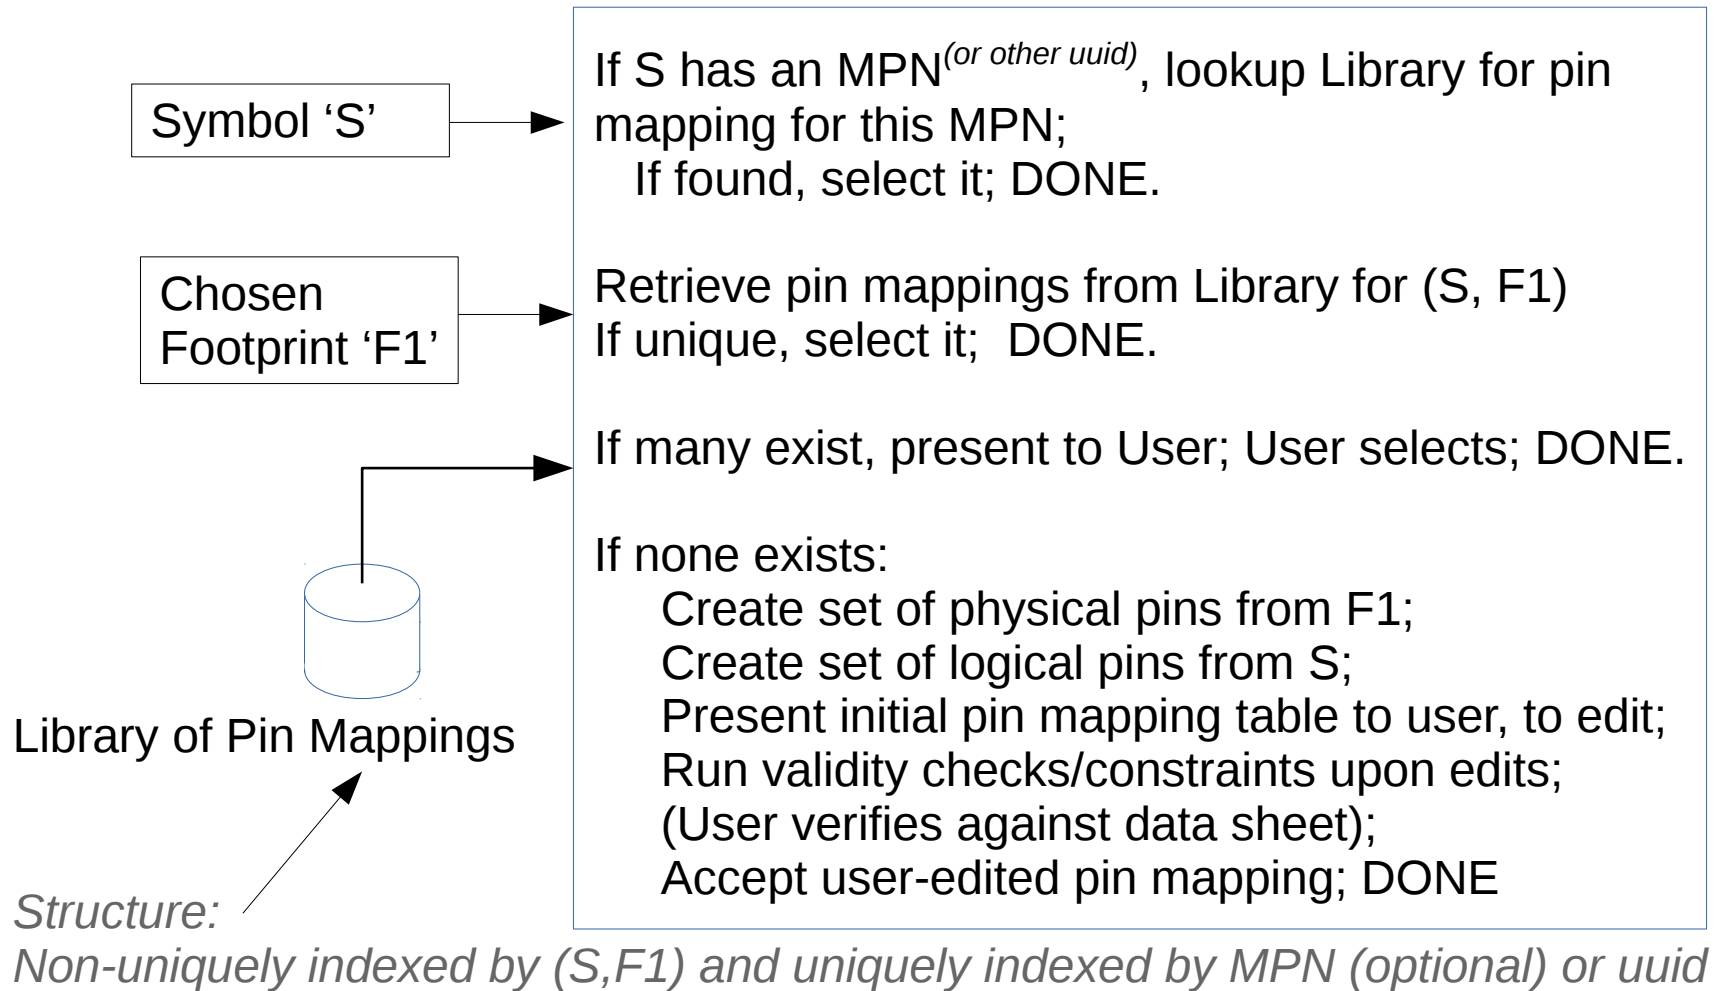 Symbol ‘S’
Chosen
Footprint ‘F1’
Library of Pin Mappings
Structure:
Non-uniquely indexed by (S,F1) and uniquely indexed by MPN (optional) or uuid
If S has an MPN(or other uuid), lookup Library for pin
mapping for this MPN;
If found, select it; DONE.
Retrieve pin mappings from Library for (S, F1)
If unique, select it;  DONE.
If many exist, present to User; User selects; DONE.
If none exists:
Create set of physical pins from F1;
Create set of logical pins from S;
Present initial pin mapping table to user, to edit;
Run validity checks/constraints upon edits;
(User verifies against data sheet);
Accept user-edited pin mapping; DONE